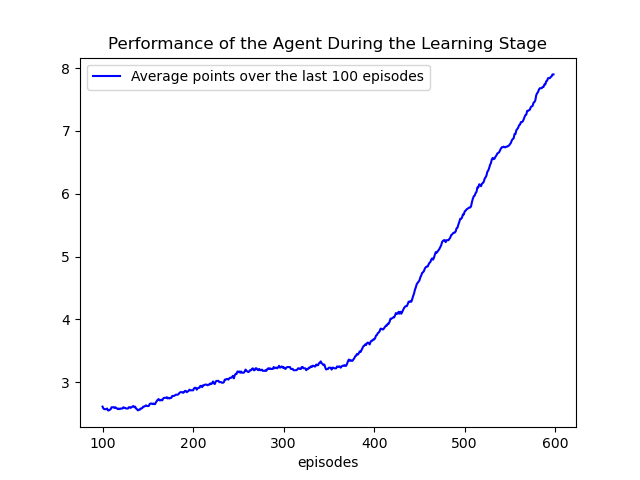 Performance of the Agent During the Learning Stage
Average points over the last 100 episodes
8
7
6
5
4
3
100 200 300 400 500 600
episodes